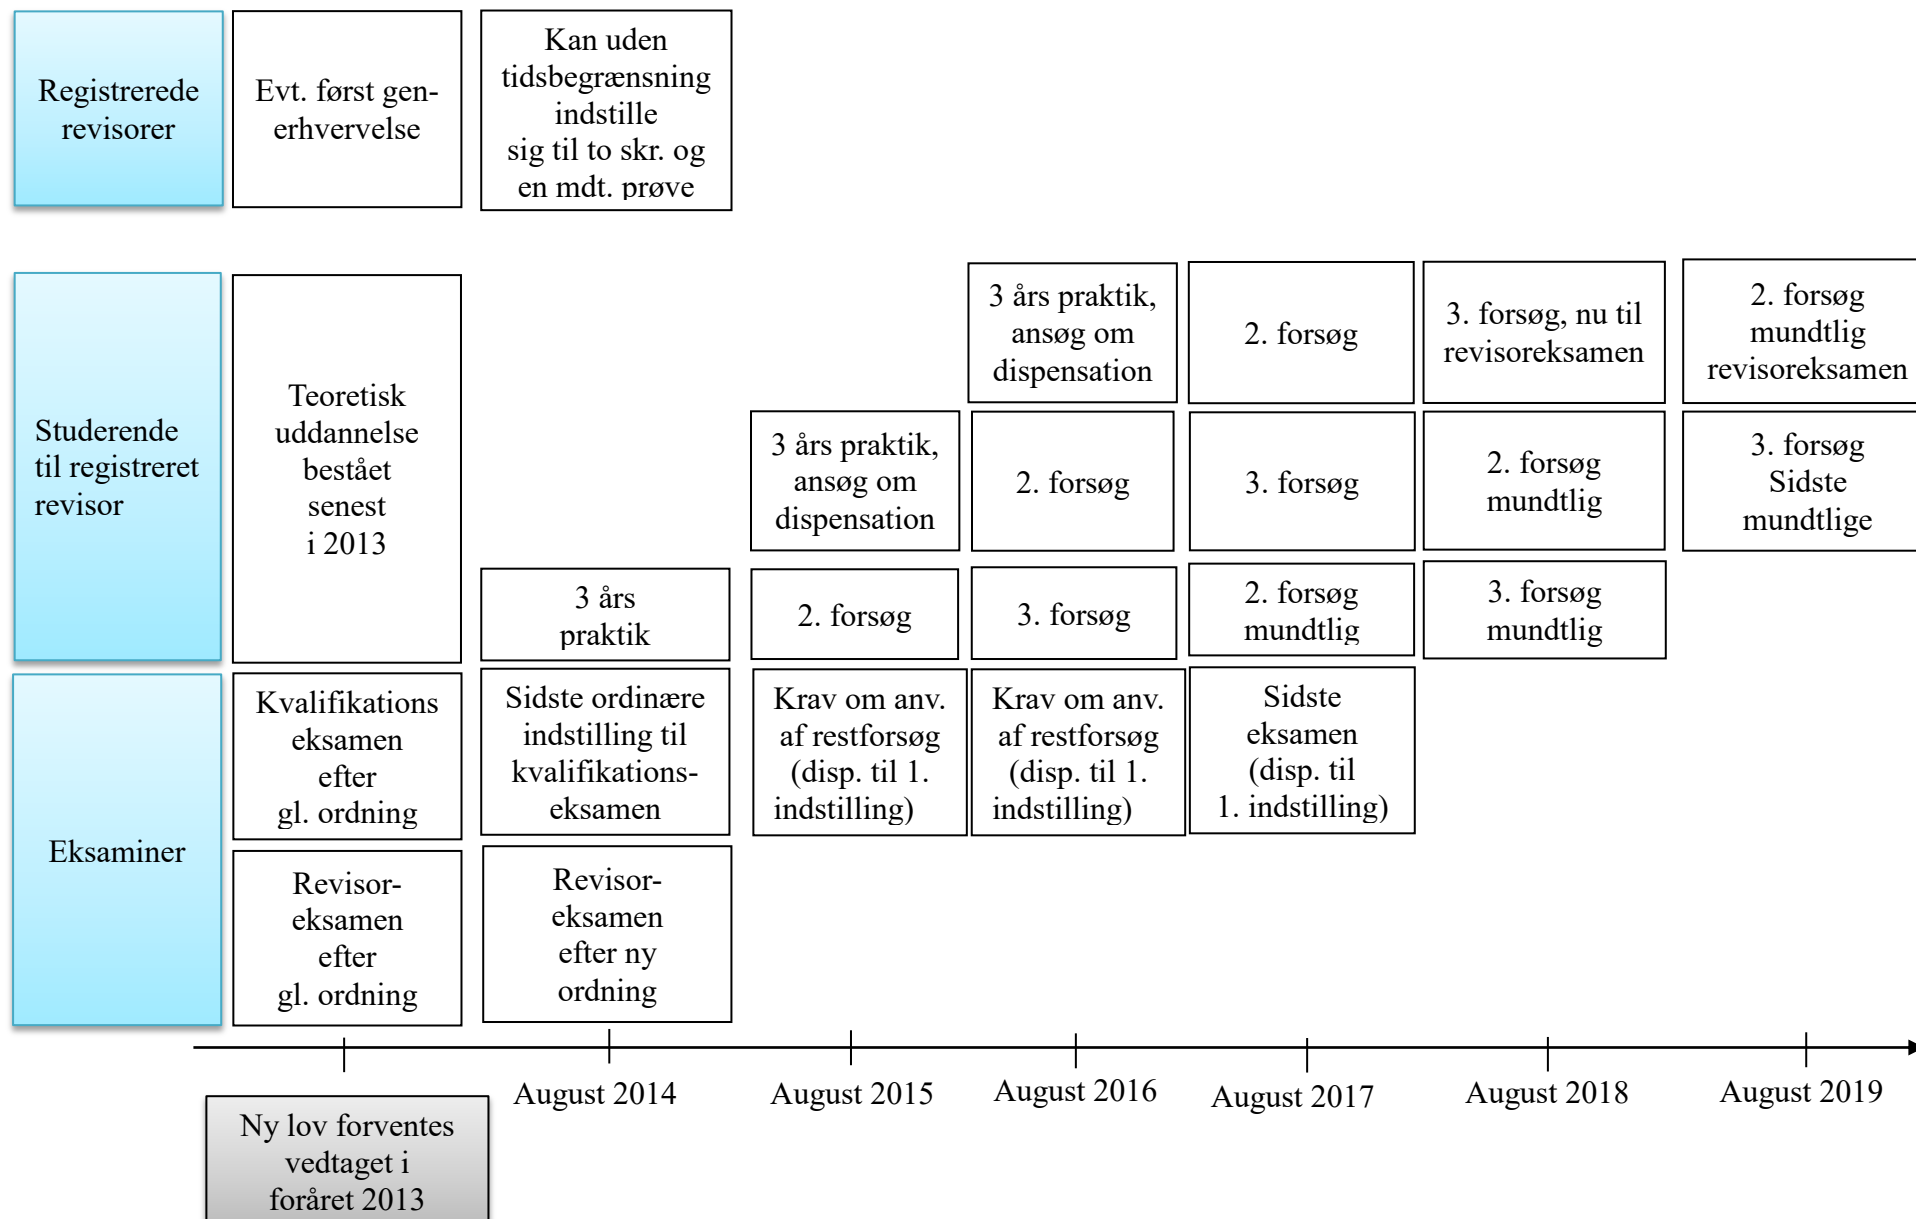 Registrerede
revisorer
Evt. først gen-
erhvervelse
Kan uden
tidsbegrænsning
indstille
sig til to skr. og
en mdt. prøve
Studerende
til registreret
revisor
Teoretisk
uddannelse
bestået
senest
i 2013
3 års praktik,
ansøg om
dispensation
2. forsøg
3. forsøg, nu til
revisoreksamen
2. forsøg
mundtlig
revisoreksamen
3 års praktik,
ansøg om
dispensation
2. forsøg
3. forsøg
2. forsøg
mundtlig
3. forsøg
Sidste
mundtlige
3 års
praktik
2. forsøg
3. forsøg
2. forsøg
mundtlig
3. forsøg
mundtlig
Eksaminer
Kvalifikations
eksamen
efter
gl. ordning
Sidste ordinære
indstilling til
kvalifikations-
eksamen
Krav om anv.
af restforsøg
(disp. til 1.
indstilling)
Krav om anv.
af restforsøg
(disp. til 1.
indstilling)
Sidste
eksamen
(disp. til
1. indstilling)
Revisor-
eksamen
efter
gl. ordning
Revisor-
eksamen
efter ny
ordning
August 2014
August 2015
August 2016
August 2017
August 2018
August 2019
Ny lov forventes
vedtaget i
foråret 2013